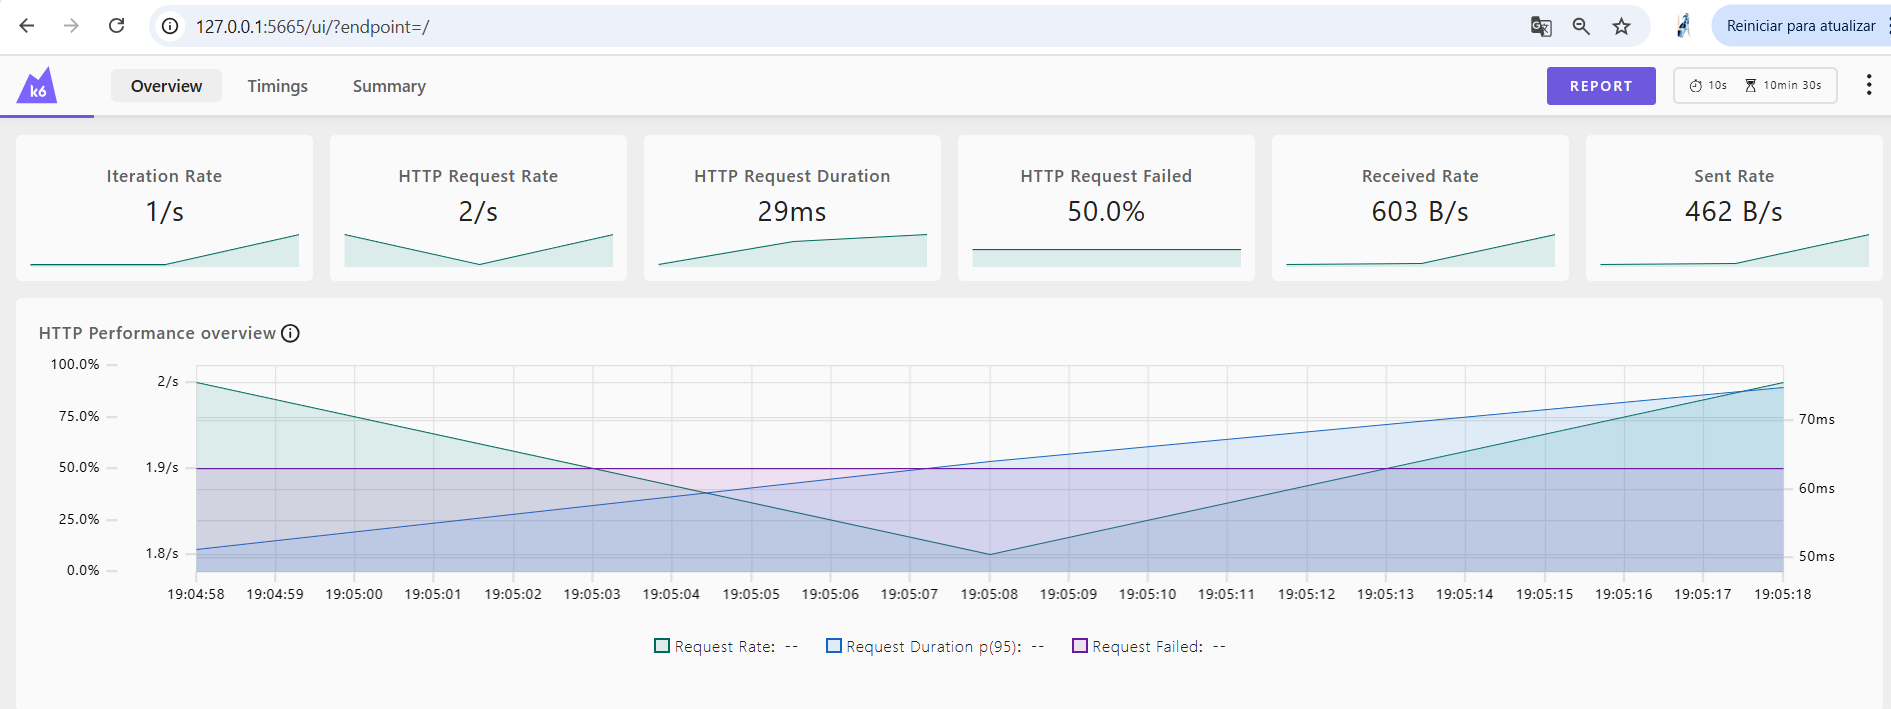 127.0.0.1:5665/ui/?endpoint=/
Reiniciar para atualizar
k6
Overview
Timings
Summary
REPORT
10s
10min 30s
Iteration Rate
1/s
HTTP Request Rate
2/s
HTTP Request Duration
29ms
HTTP Request Failed
50.0%
Received Rate
603 B/s
Sent Rate
462 B/s
HTTP Performance overview
100.0%
75.0%
50.0%
25.0%
0.0%
2/s
1.9/s
1.8/s
70ms
60ms
50ms
19:04:58 19:04:59 19:05:00 19:05:01 19:05:02 19:05:03 19:05:04 19:05:05 19:05:06 19:05:07 19:05:08 19:05:09 19:05:10 19:05:11 19:05:12 19:05:13 19:05:14 19:05:15 19:05:16 19:05:17 19:05:18
Request Rate: -- Request Duration p(95): -- Request Failed: --